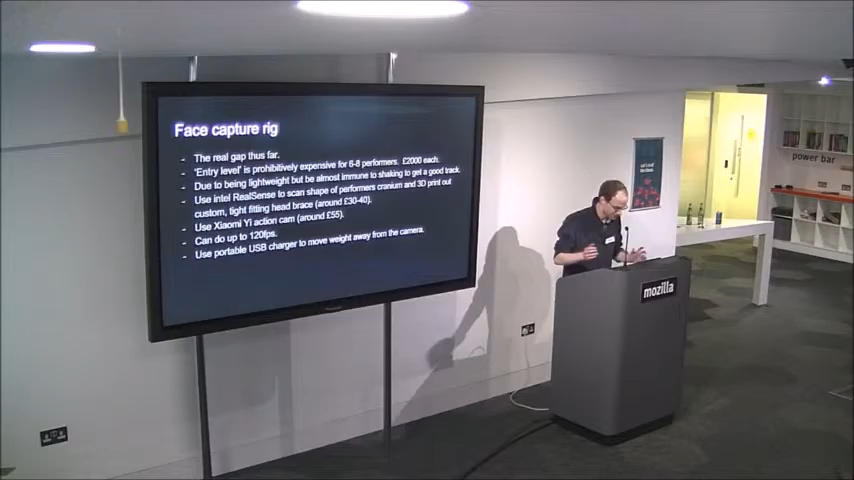 Face capture rig
- The real gap thus far.
- 'Entry level' is prohibitively expensive for 6-8 performers. £2000 each.
- Due to being lightweight but be almost immune to shaking to get a good track.
- Use intel RealSense to scan shape of performers cranium and 3D print out
custom, tight fitting head brace (around £30-40).
- Use Xiaomi Yi action cam (around £55).
- Can do up to 120fps.
- Use portable USB charger to move weight away from the camera.
mozilla
power bar